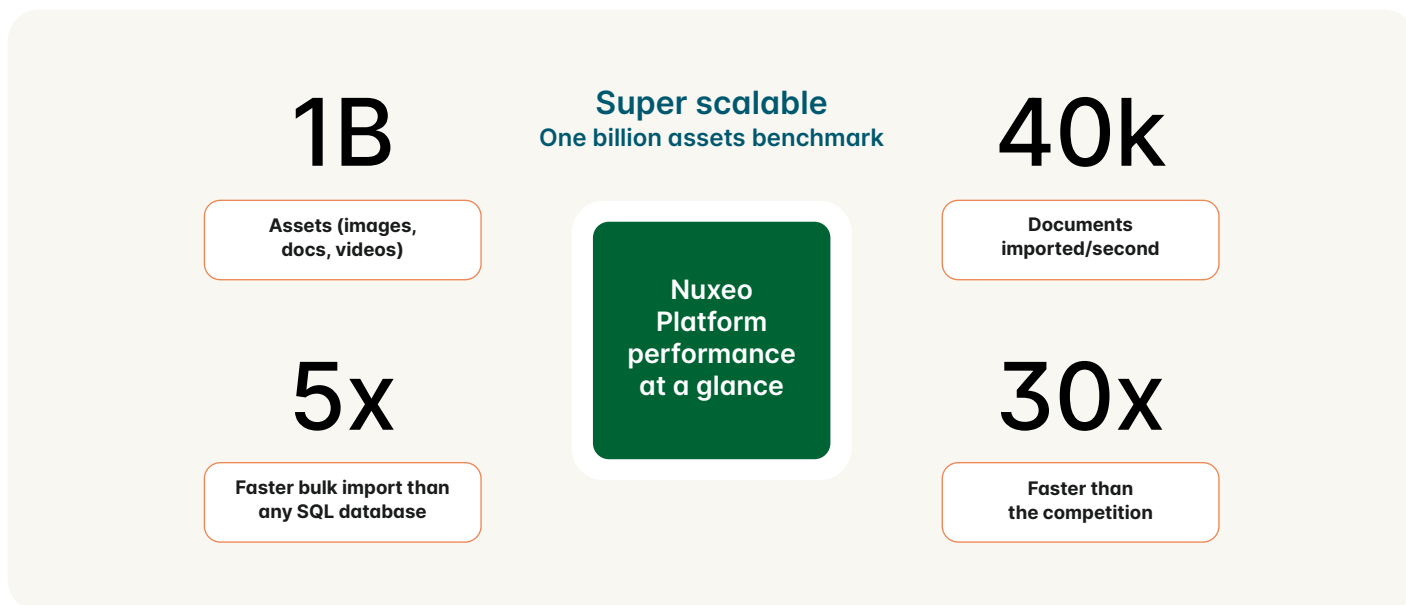 1B
Assets (images,
docs, videos)
5x
Faster bulk import than
any SQL database
Super scalable
One billion assets benchmark
Nuxeo
Platform
performance
at a glance
40k
Documents
imported/second
30x
Faster than
the competition